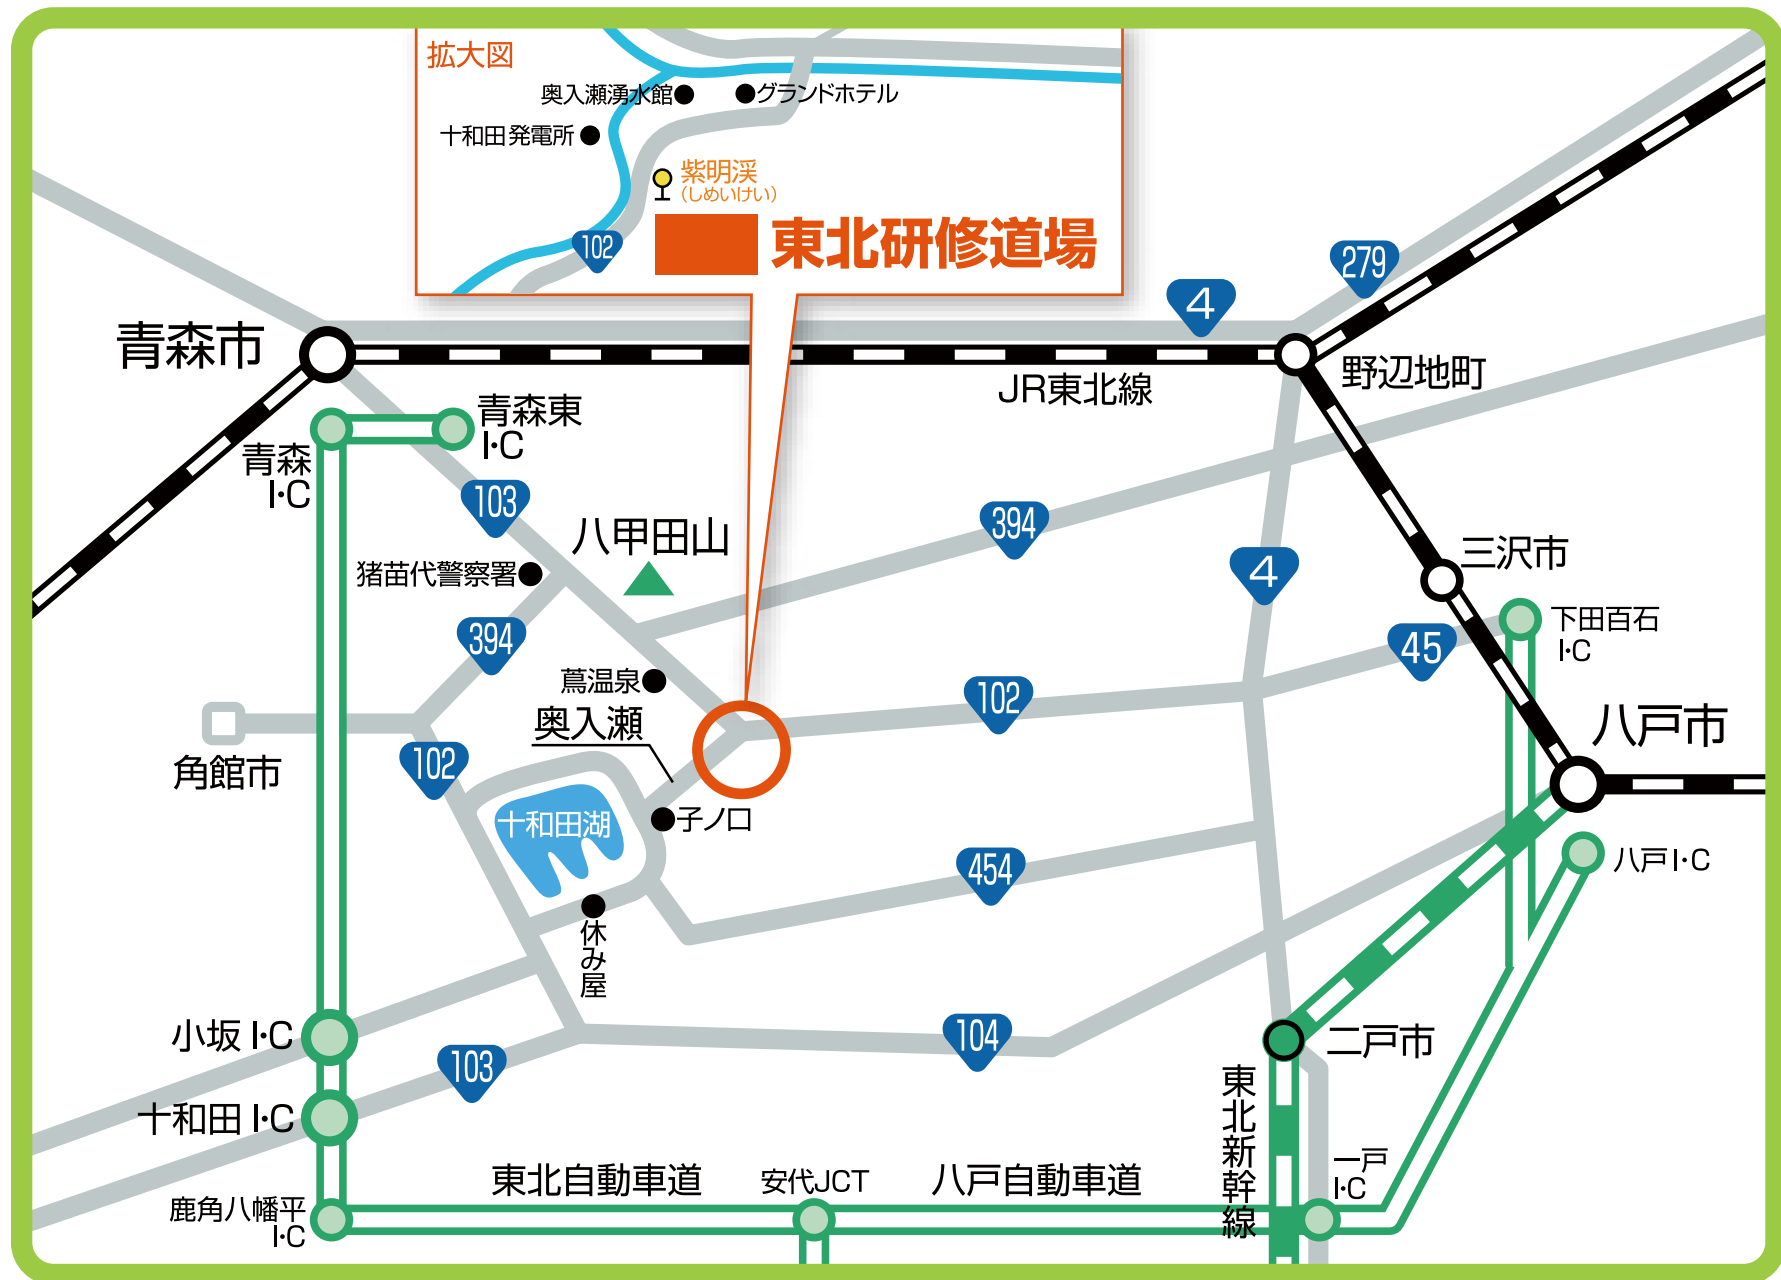 拡大図
奥入瀬湧水館
グランドホテル
十和田発電所
紫明渓
(しめいけい)
102
東北研修道場
279
4
青森市
野辺地町
JR東北線
青森東
I·C
青森
I·C
103
394
八甲田山
4
三沢市
猪苗代警察署
下田百石
I·C
394
45
蔦温泉
102
奥入瀬
八戸市
角館市
102
十和田湖
子ノ口
454
八戸I·C
休み屋
小坂 I·C
104
二戸市
103
十和田 I·C
東北新幹線
東北自動車道
安代JCT
八戸自動車道
一戸
I·C
鹿角八幡平
I·C